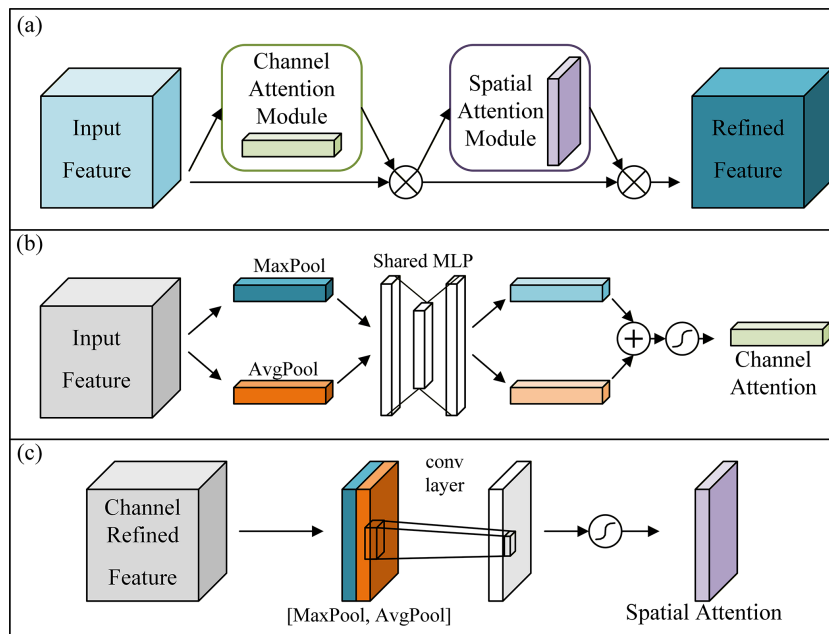 (a)
Input
Feature
Channel
Attention
Module
Spatial
Attention
Module
Refined
Feature
(b)
Input
Feature
MaxPool
AvgPool
Shared MLP
Channel
Attention
(c)
Channel
Refined
Feature
[MaxPool, AvgPool]
conv
layer
Spatial Attention